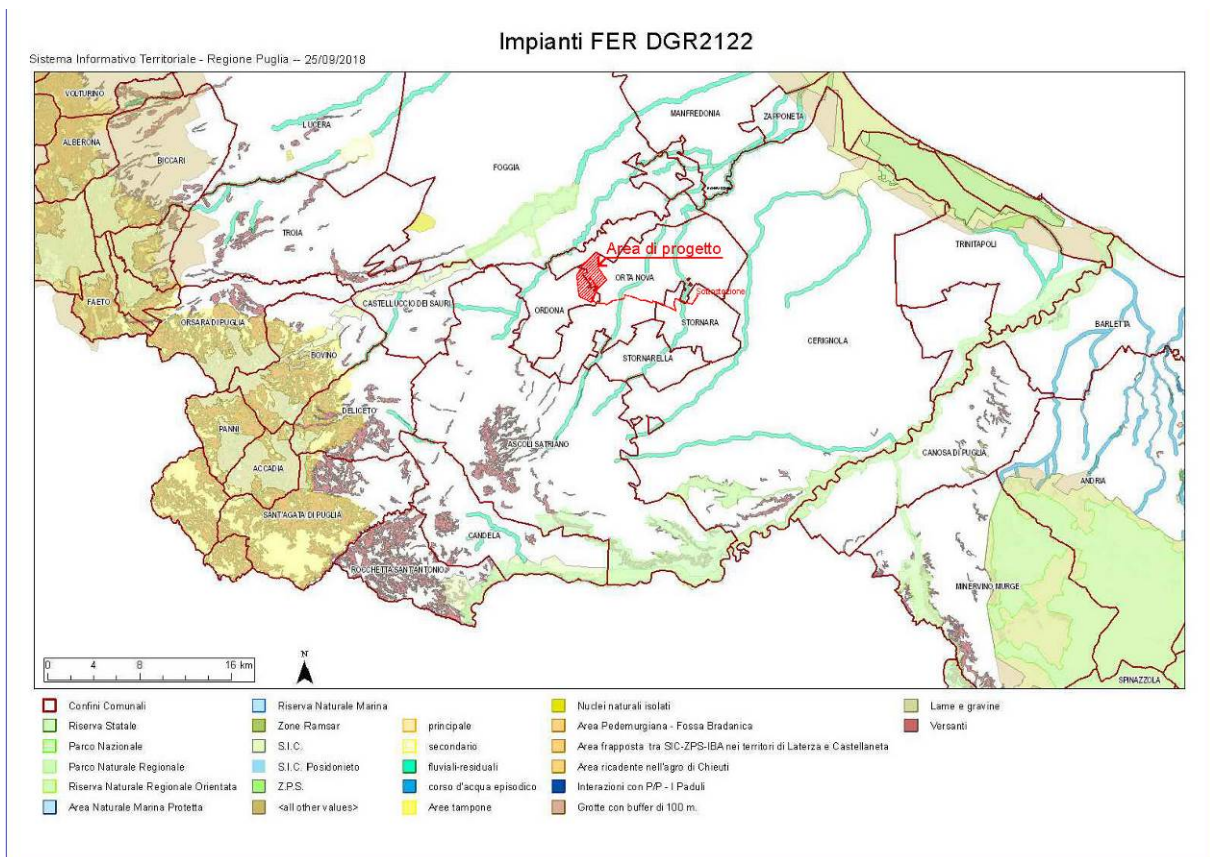 Impianti FER DGR2122
Sistema Informativo Territoriale - Regione Puglia -- 25/09/2018
VOLTURINO
LUCERA
MANFREDONIA
ZAPPONETA
ALBERONA
BICCARI
FOGGIA
TROIA
TRINITAPOLI
Area di progetto
ORTA NOVA
FAETO
CASTELLUCCIO DEI SAURI
ORDONA
Sottostazione
ORSARA DI PUGLIA
STORNARA
BARLETTA
BOVINO
STORNARELLA
CERIGNOLA
DELICETO
PANNI
ASCOLI SATRIANO
CANOSA DI PUGLIA
ACCADIA
ANDRIA
SANT'AGATA DI PUGLIA
CANDELA
ROCCHETTA SANT'ANTONIO
MINERVINO MURGE
SPINAZZOLA
0 4 8 16 km
N
Confini Comunali
Riserva Statale
Parco Nazionale
Parco Naturale Regionale
Riserva Naturale Regionale Orientata
Area Naturale Marina Protetta
Riserva Naturale Marina
Zone Ramsar
S.I.C.
S.I.C. Posidonieto
Z.P.S.
<all other values>
principale
secondario
fluviali-residuali
corso d'acqua episodico
Aree tampone
Nuclei naturali isolati
Area Pedemurgiana - Fossa Bradanica
Area frapposta tra SIC-ZPS-IBA nei territori di Laterza e Castellaneta
Area ricadente nell'agro di Chieuti
Interazioni con P/P - I Paduli
Grotte con buffer di 100 m.
Lame e gravine
Versanti